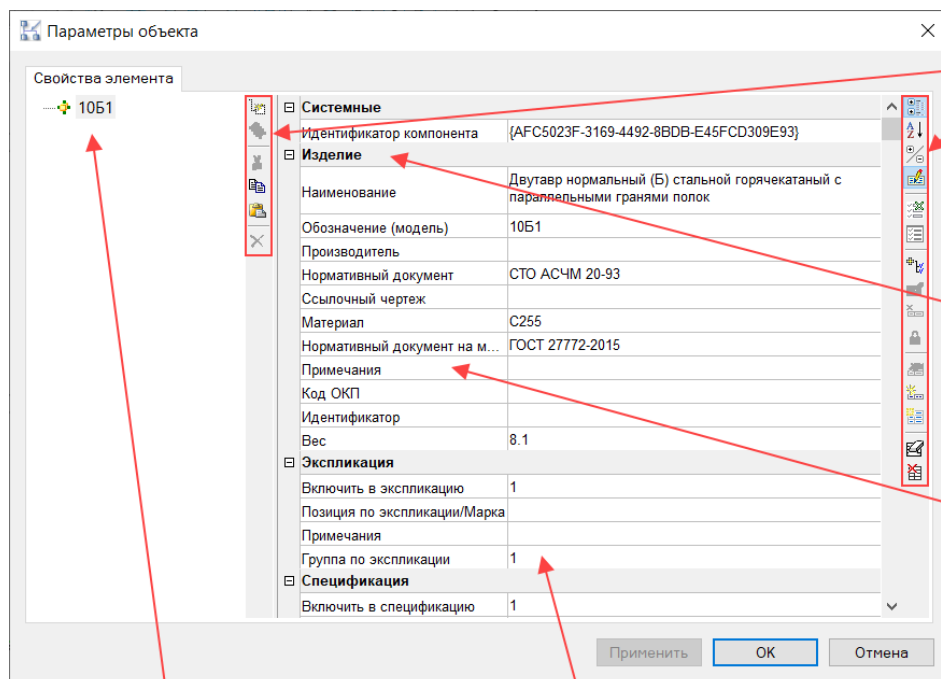 Параметры объекта
Свойства элемента
10Б1
Системные
Идентификатор компонента {AFC5023F-3169-4492-8BDB-E45FCD309E93}
Изделие
Наименование Двутавр нормальный (Б) стальной горячекатаный с
параллельными гранями полок
Обозначение (модель) 10Б1
Производитель
Нормативный документ СТО АСЧМ 20-93
Ссылочный чертеж
Материал С255
Нормативный документ на м... ГОСТ 27772-2015
Примечания
Код ОКП
Идентификатор
Вес 8.1
Экспликация
Включить в экспликацию 1
Позиция по экспликации/Марка
Примечания
Группа по экспликации 1
Спецификация
Включить в спецификацию 1
Применить ОК Отмена